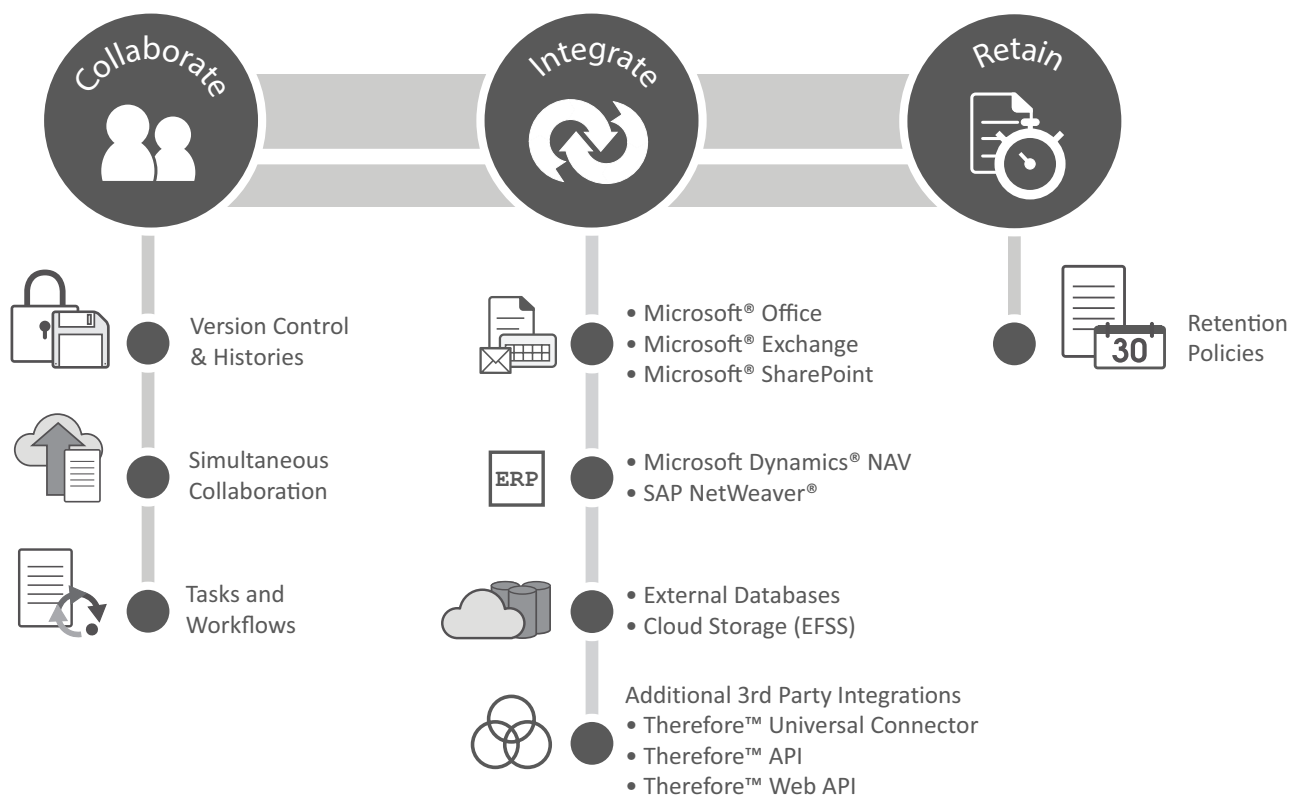 Collaborate
Integrate
Retain
Version Control
& Histories
Simultaneous
Collaboration
Tasks and
Workflows
• Microsoft® Office
• Microsoft® Exchange
• Microsoft® SharePoint
ERP
• Microsoft Dynamics® NAV
• SAP NetWeaver®
• External Databases
• Cloud Storage (EFSS)
Additional 3rd Party Integrations
• Therefore™ Universal Connector
• Therefore™ API
• Therefore™ Web API
30
Retention
Policies